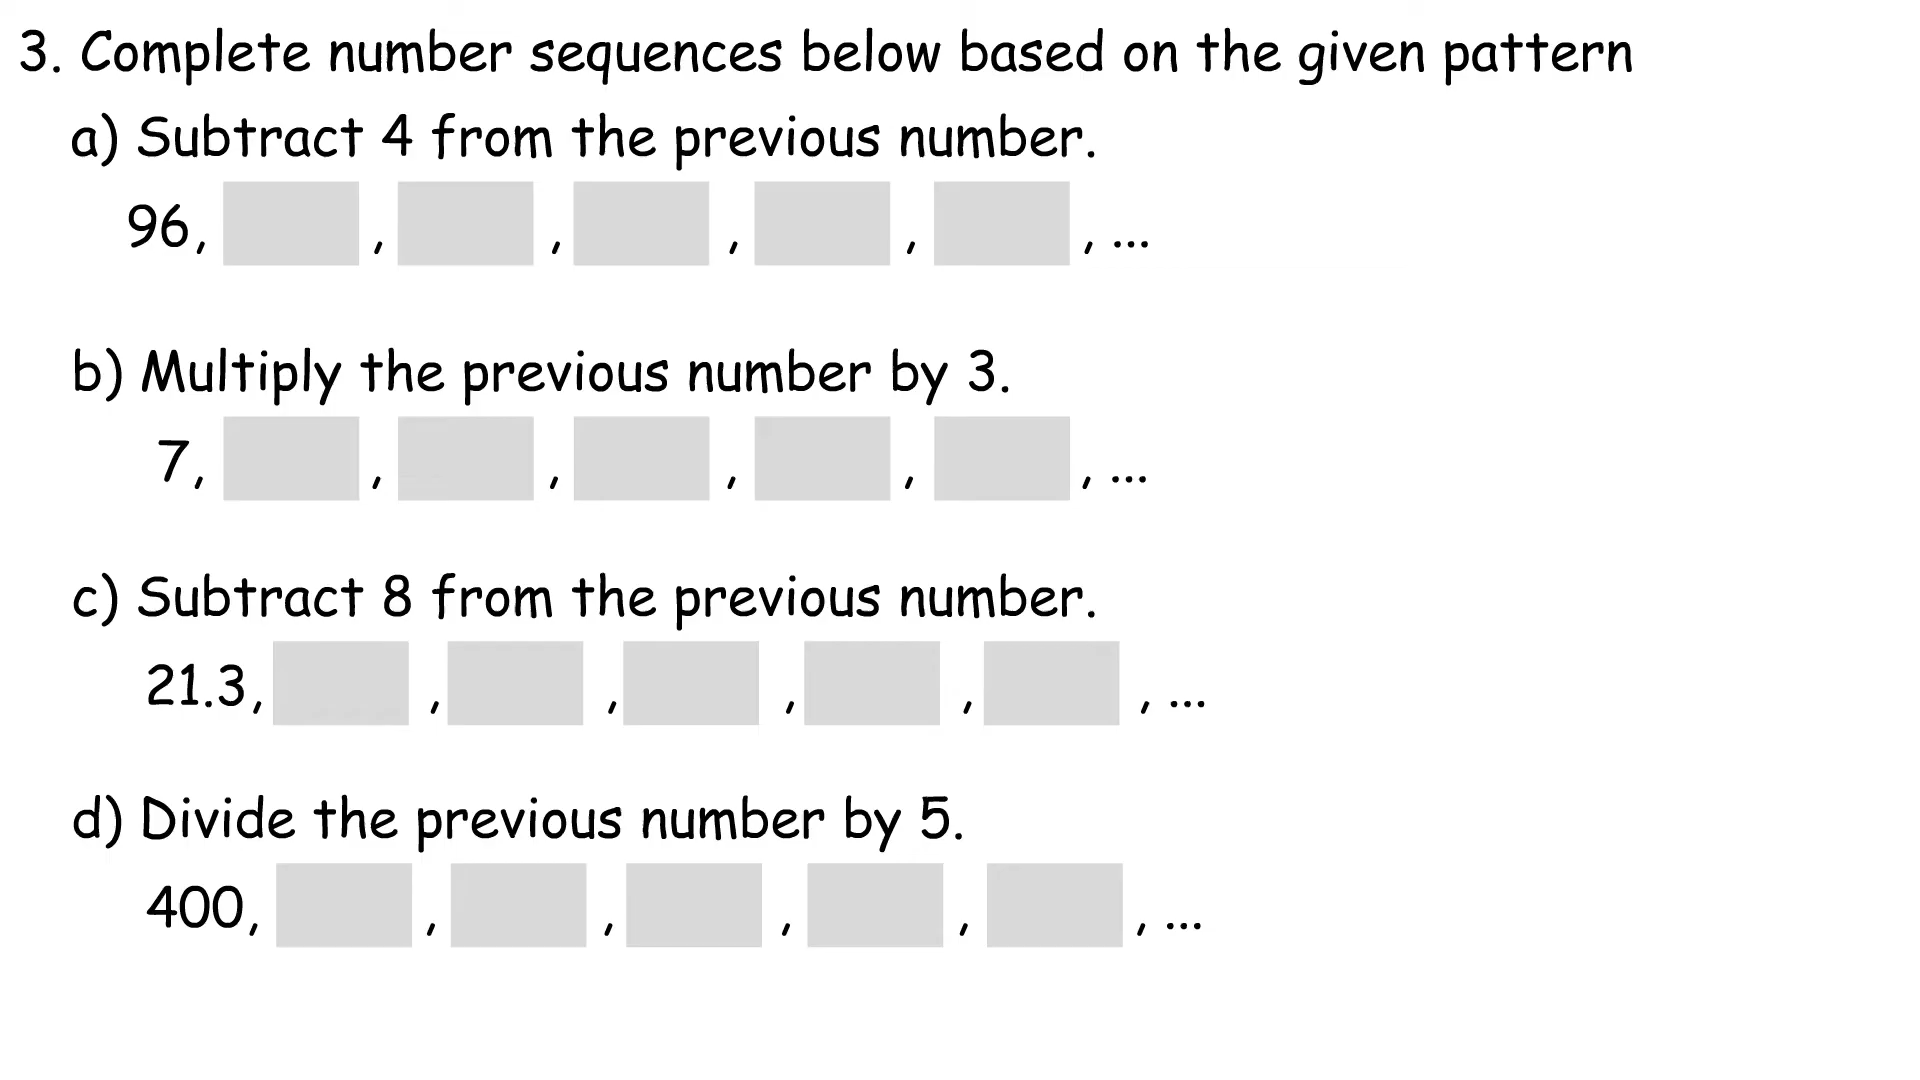 3. Complete number sequences below based on the given pattern
a) Subtract 4 from the previous number.
96, , , , , , ...
b) Multiply the previous number by 3.
7, , , , , , ...
c) Subtract 8 from the previous number.
21.3, , , , , , ...
d) Divide the previous number by 5.
400, , , , , , ...